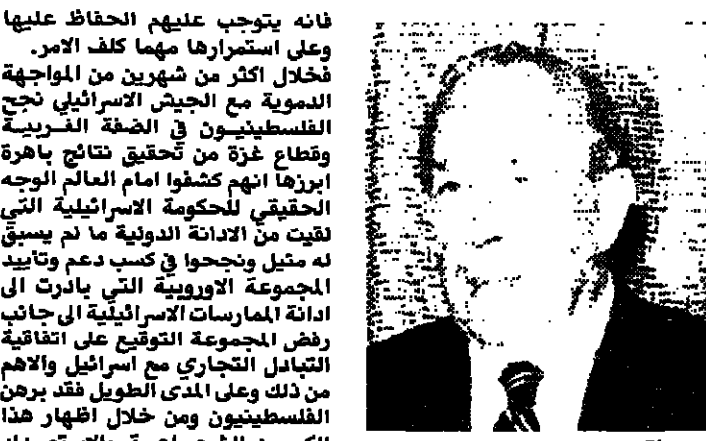 فانه يتوجب عليهم الحفاظ عليها
وعلى استمرارها مهما كلف الامر.
فخلال اكثر من شهرين من المواجهة
الدموية مع الجيش الاسرائيلي نجح
الفلسطينيون في الضفة الغربية
وقطاع غزة من تحقيق نتائج باهرة
ابرزها انهم كشفوا امام العالم الوجه
الحقيقي للحكومة الاسرائيلية التي
لقيت من الادانة الدولية ما لم يسبق
له مثيل ونجحوا في كسب دعم وتاييد
المجموعة الاوروبية التي بادرت الى
ادانة الممارسات الاسرائيلية الى جانب
رفض المجموعة التوقيع على اتفاقية
التبادل التجاري مع اسرائيل والاهم
من ذلك وعلى المدى الطويل فقد برهن
الفلسطينيون ومن خلال اظهار هذا